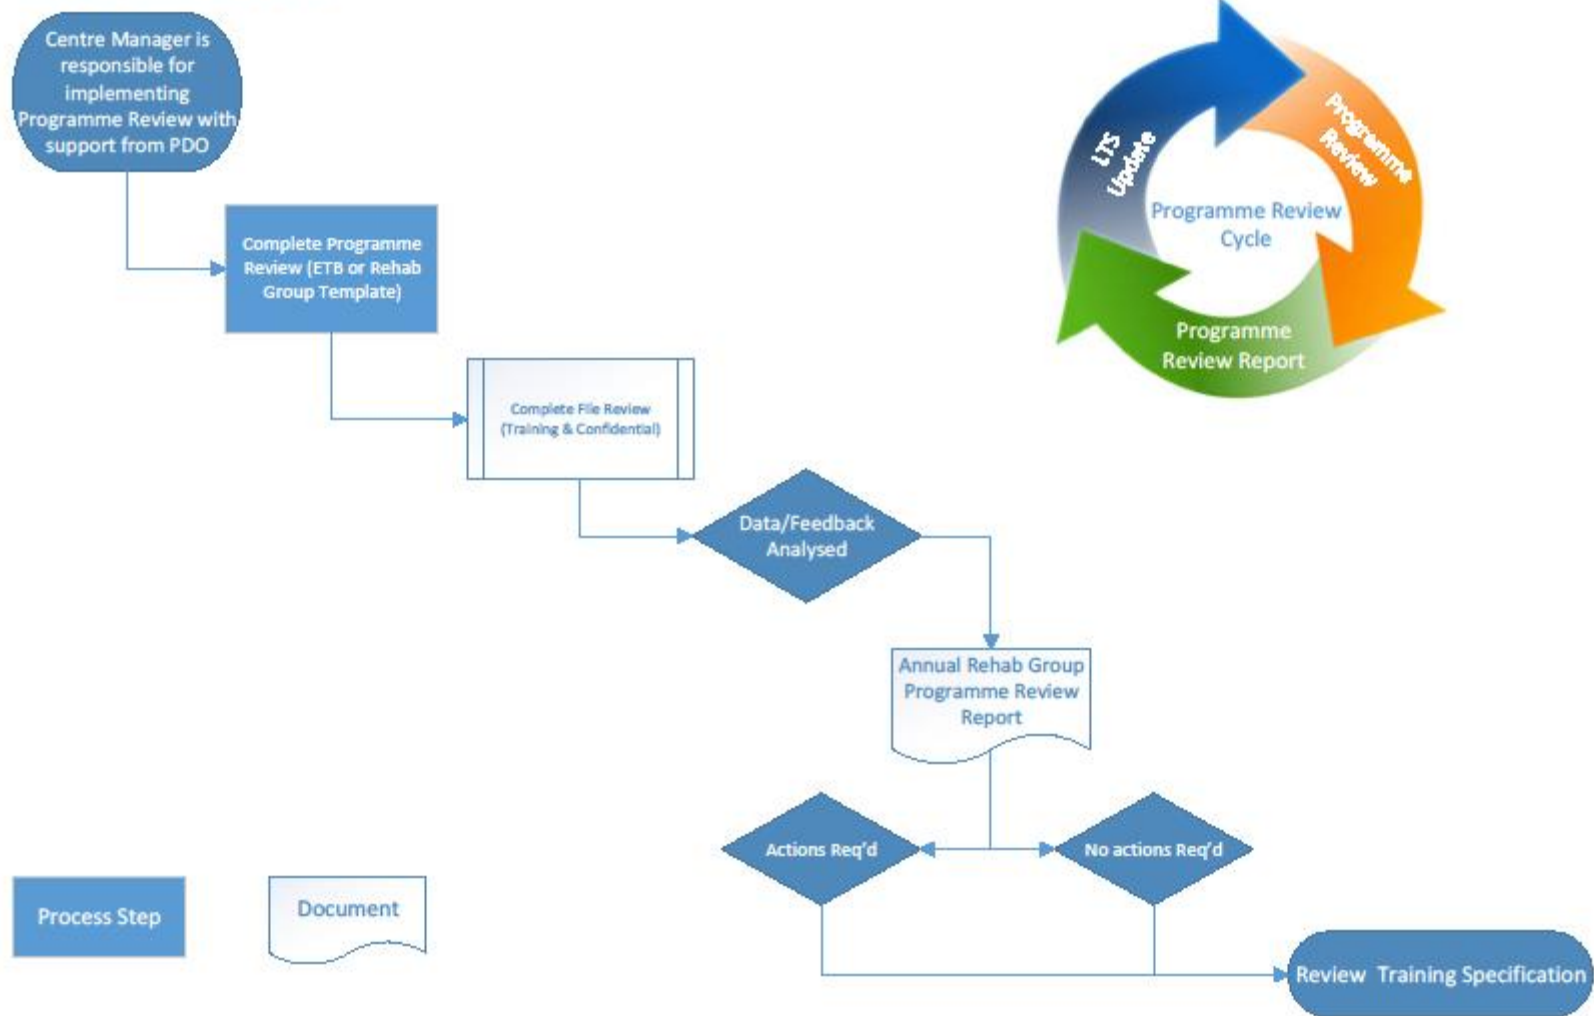 Centre Manager is
responsible for
implementing
Programme Review with
support from PDO
Complete Programme
Review (ETB or Rehab
Group Template)
Complete File Review
(Training & Confidential)
Data/Feedback
Analysed
Annual Rehab Group
Programme Review
Report
Actions Req'd
No actions Req'd
Review Training Specification
Process Step
Document
LTS
Update
Programme
Review
Programme Review
Cycle
Programme
Review Report